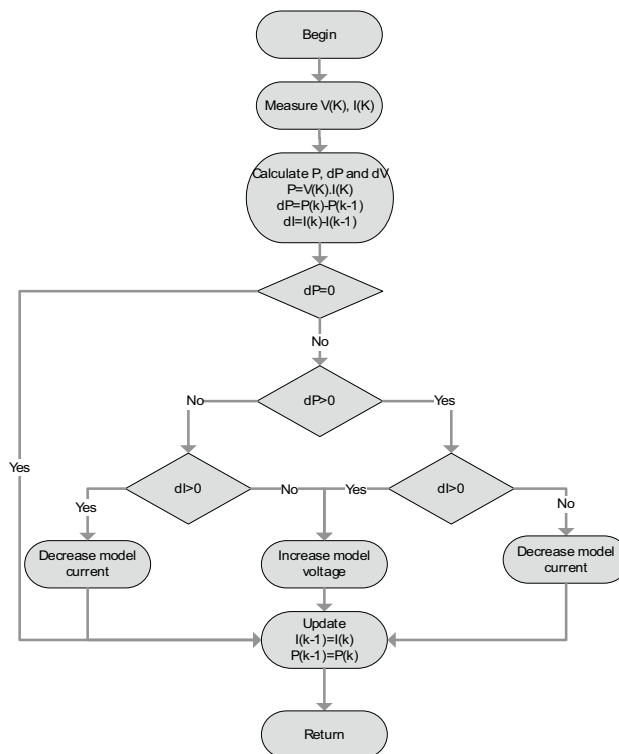 Begin
Measure V(K), I(K)
Calculate P, dP and dV
P=V(K).I(K)
dP=P(k)-P(k-1)
dI=I(k)-I(k-1)
dP=0
No
dP>0
No
Yes
Yes
dI>0
No
Yes
dI>0
Yes
No
Decrease model
current
Increase model
voltage
Decrease model
current
Update
I(k-1)=I(k)
P(k-1)=P(k)
Return